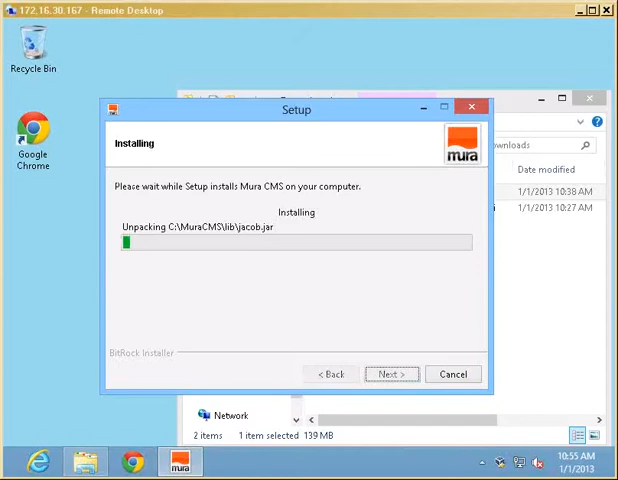 172.16.30.167 - Remote Desktop
Recycle Bin
Google
Chrome
Setup
Installing
mura
Please wait while Setup installs Mura CMS on your computer.
Installing
Unpacking C:\MuraCMS\lib\jacob.jar
BitRock Installer
< Back
Next >
Cancel
wnloads
Date modified
1/1/2013 10:38 AM
1/1/2013 10:27 AM
Network
2 items
1 item selected
139 MB
mura
10:55 AM
1/1/2013